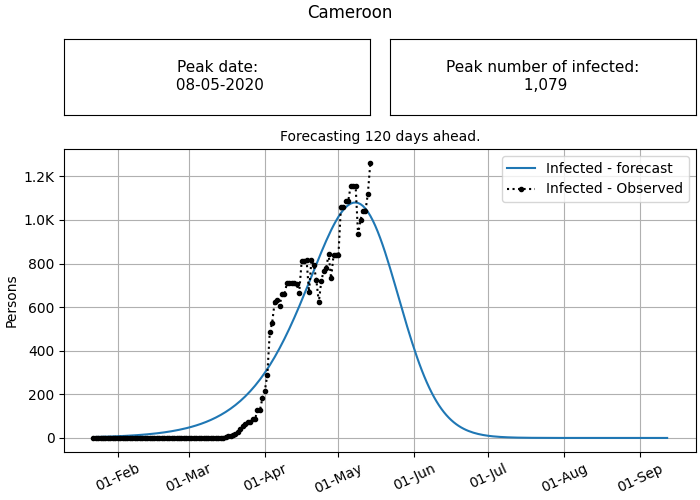 Cameroon
Peak date:
08-05-2020
Peak number of infected:
1,079
Forecasting 120 days ahead.
Infected - forecast
Infected - Observed
Persons
1.2K
1.0K
800
600
400
200
0
01-Feb
01-Mar
01-Apr
01-May
01-Jun
01-Jul
01-Aug
01-Sep